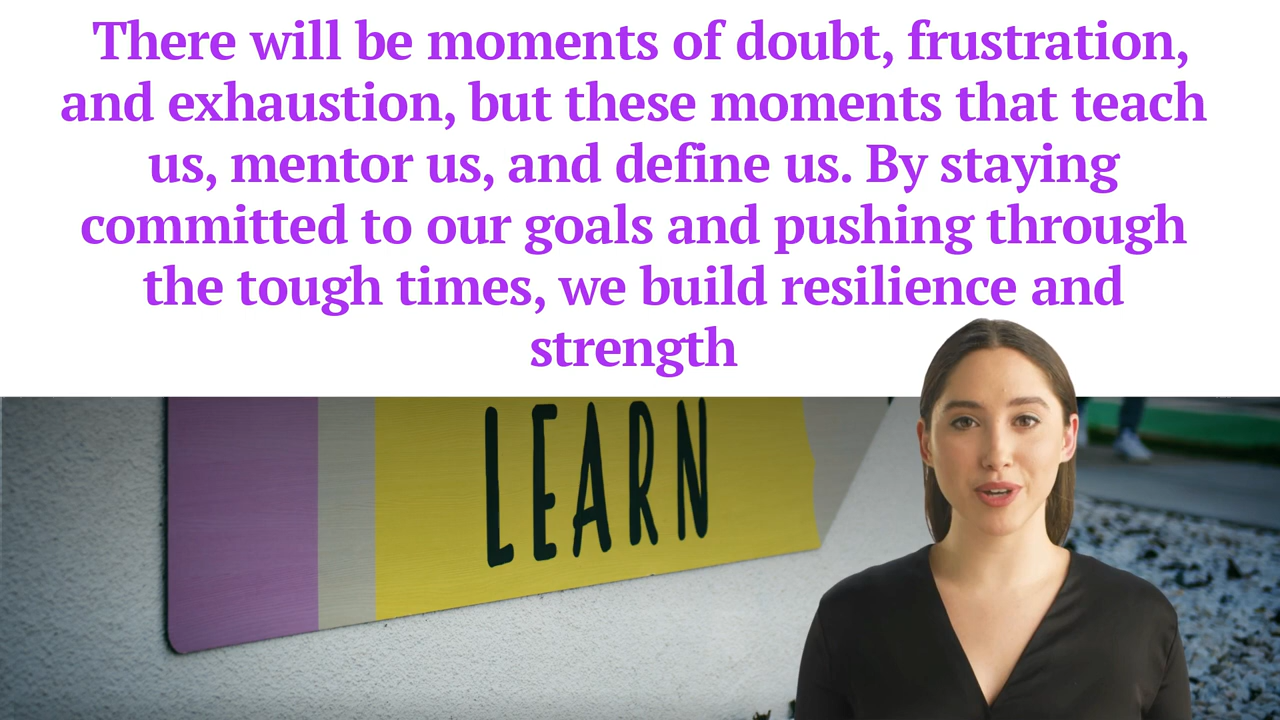 There will be moments of doubt, frustration,
and exhaustion, but these moments that teach
us, mentor us, and define us. By staying
committed to our goals and pushing through
the tough times, we build resilience and
strength
LEARN